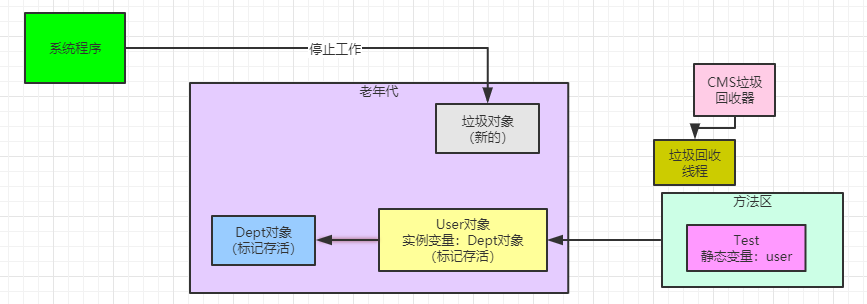 系统程序
停止工作
老年代
垃圾对象
（新的）
CMS垃圾
回收器
垃圾回收
线程
方法区
Dept对象
（标记存活）
User对象
实例变量：Dept对象
（标记存活）
Test
静态变量：user